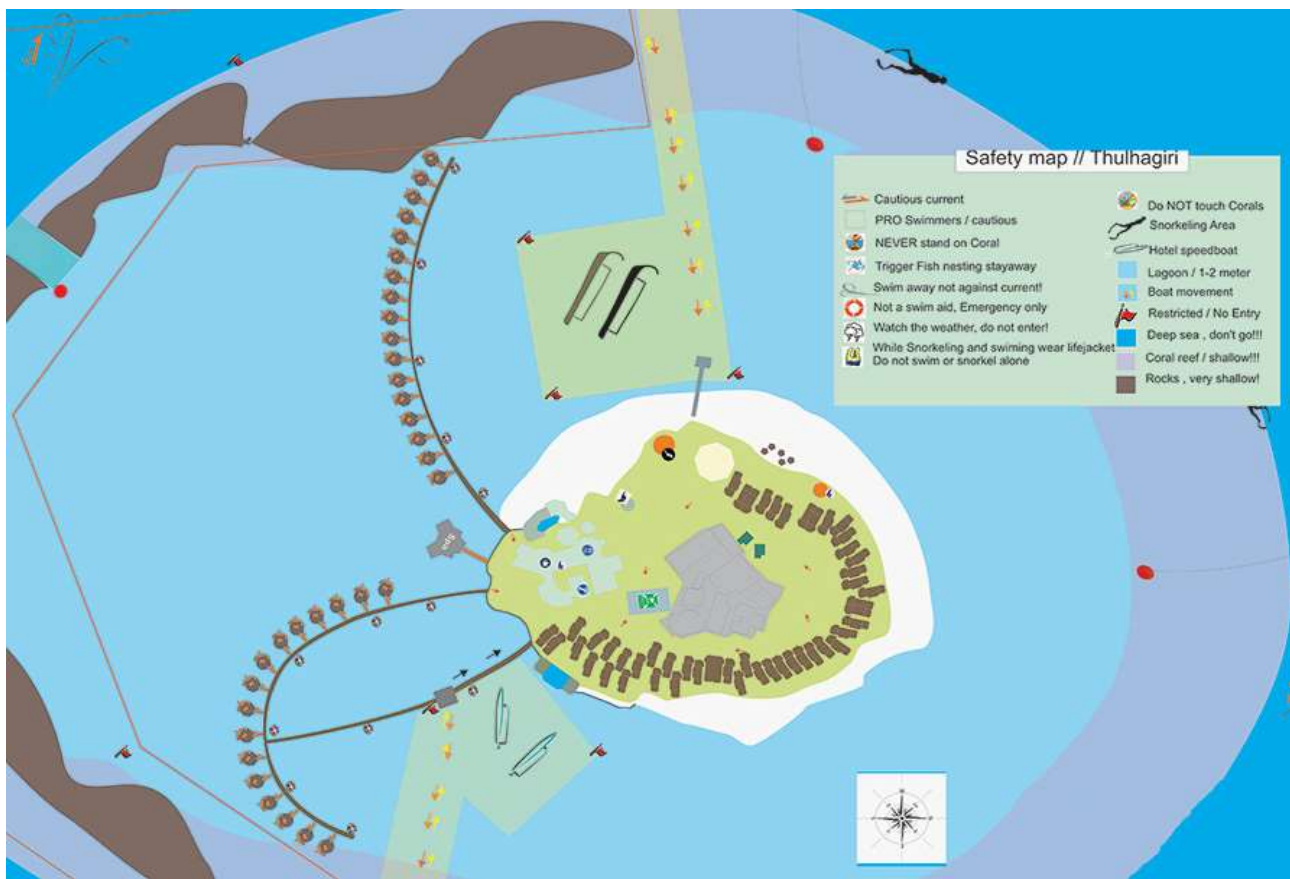 Safety map // Thulhagiri
Cautious current
PRO Swimmers / cautious
NEVER stand on Coral
Trigger Fish nesting stayaway
Swim away not against current!
Not a swim aid, Emergency only
Watch the weather, do not enter!
While Snorkeling and swiming wear lifejacket
Do not swim or snorkel alone
Do NOT touch Corals
Snorkeling Area
Hotel speedboat
Lagoon / 1-2 meter
Boat movement
Restricted / No Entry
Deep sea , don't go!!!
Coral reef / shallow!!!
Rocks , very shallow!
spa